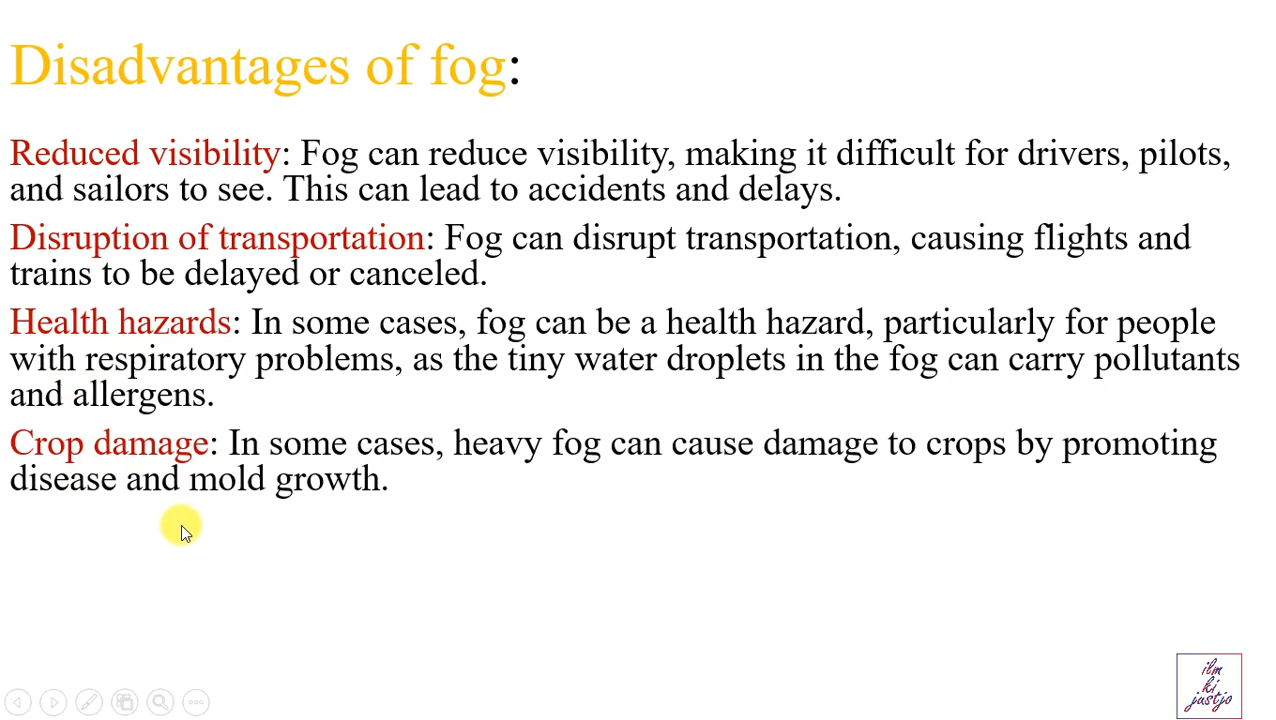 Disadvantages of fog:
Reduced visibility: Fog can reduce visibility, making it difficult for drivers, pilots,
and sailors to see. This can lead to accidents and delays.
Disruption of transportation: Fog can disrupt transportation, causing flights and
trains to be delayed or canceled.
Health hazards: In some cases, fog can be a health hazard, particularly for people
with respiratory problems, as the tiny water droplets in the fog can carry pollutants
and allergens.
Crop damage: In some cases, heavy fog can cause damage to crops by promoting
disease and mold growth.
ilm
ki
justjo